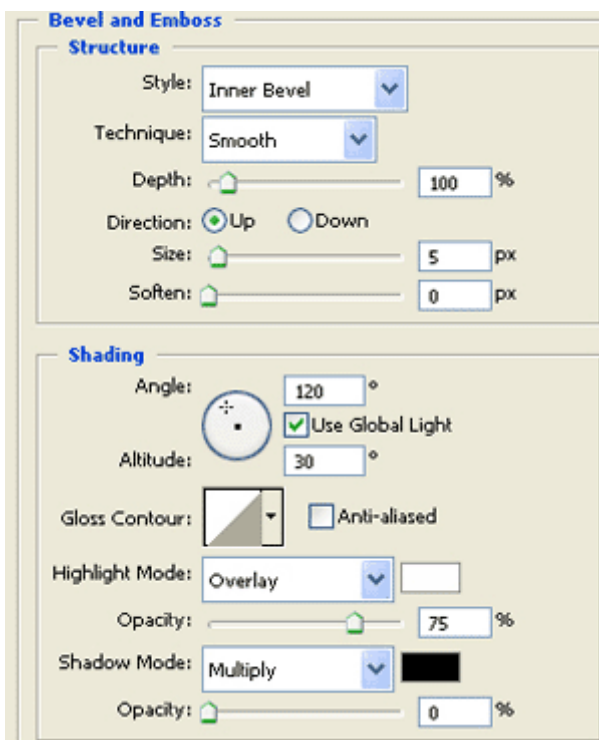 Bevel and Emboss
Structure
Style: Inner Bevel
Technique: Smooth
Depth: 100 %
Direction: Up Down
Size: 5 px
Soften: 0 px
Shading
Angle: 120 °
Use Global Light
Altitude: 30 °
Gloss Contour: Anti-aliased
Highlight Mode: Overlay
Opacity: 75 %
Shadow Mode: Multiply
Opacity: 0 %